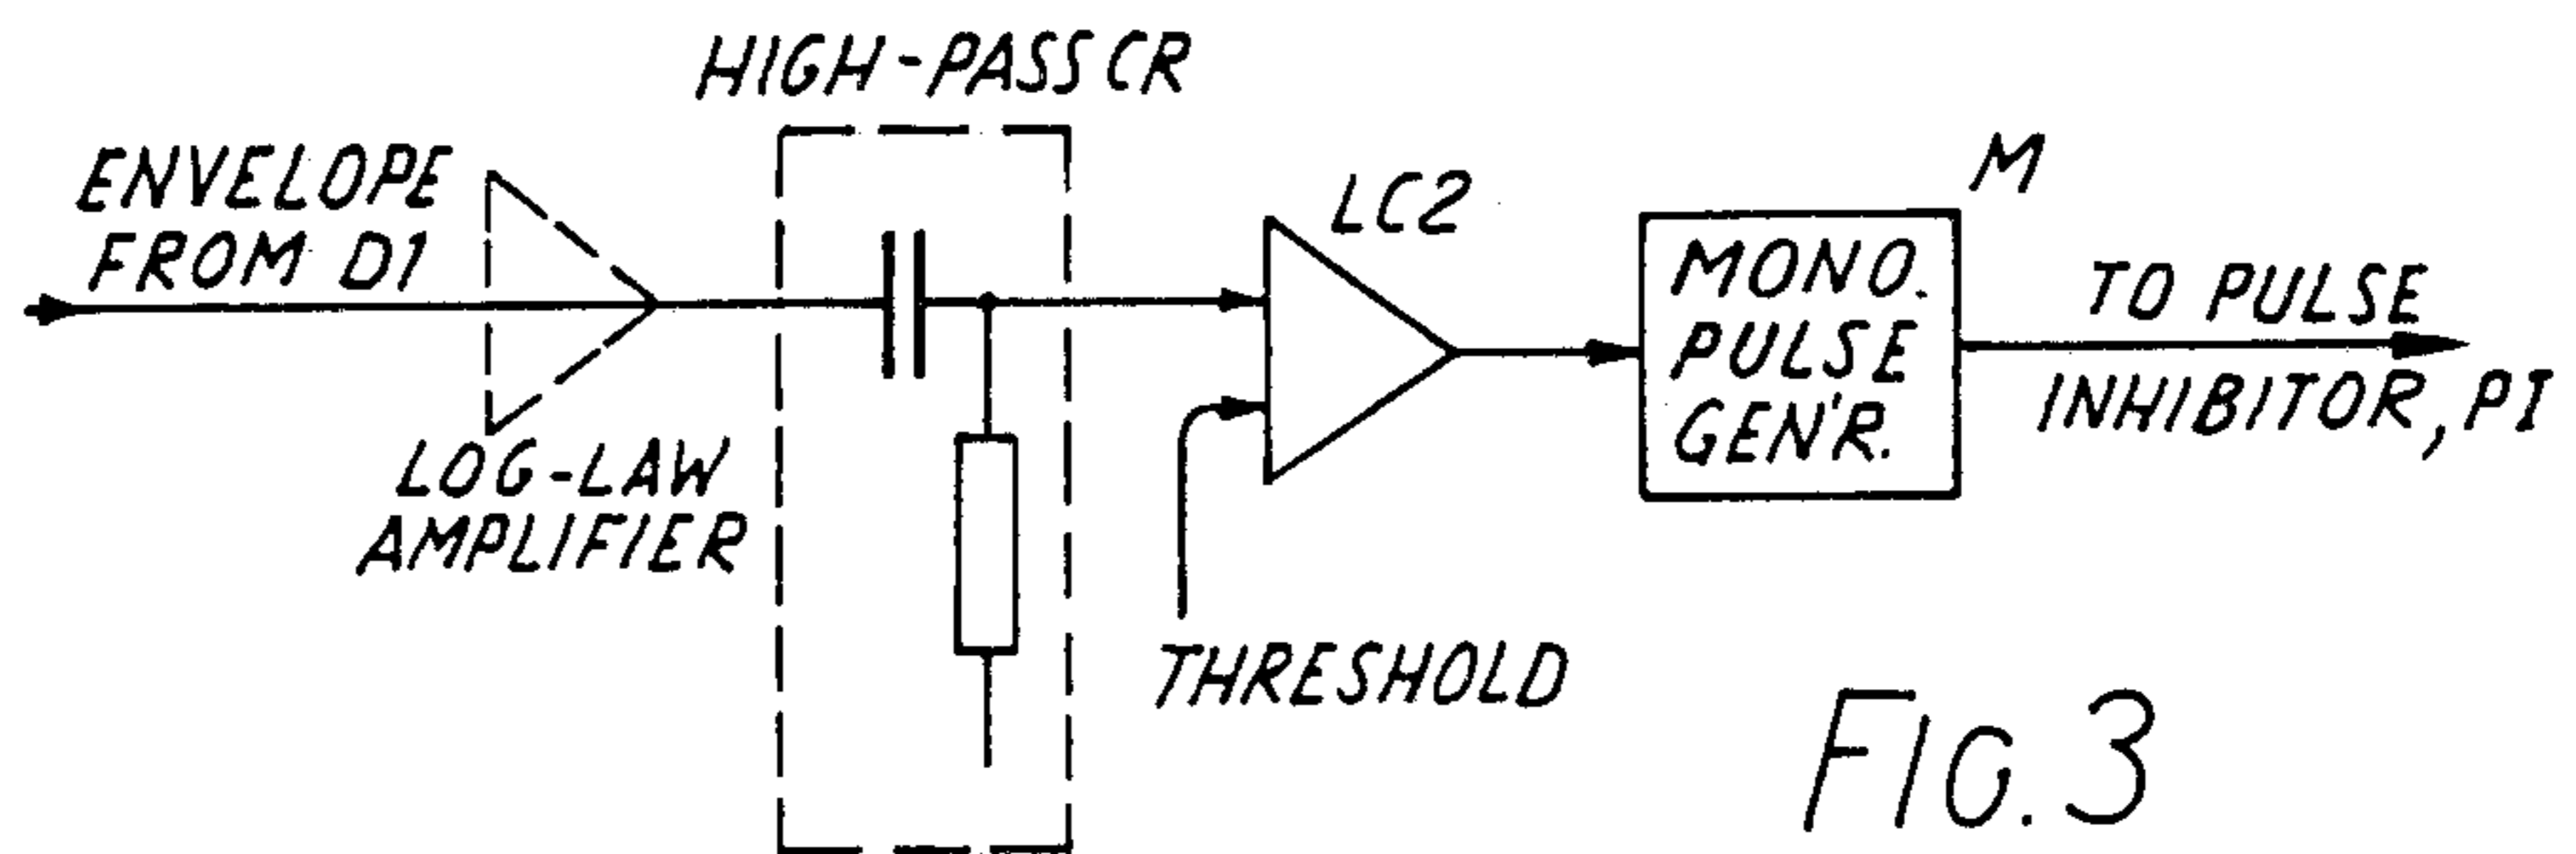 HIGH-PASS CR
ENVELOPE
FROM D1
LOG-LAW
AMPLIFIER
LC2
THRESHOLD
M
MONO.
PULSE
GEN'R.
TO PULSE
INHIBITOR, PI
FIG. 3